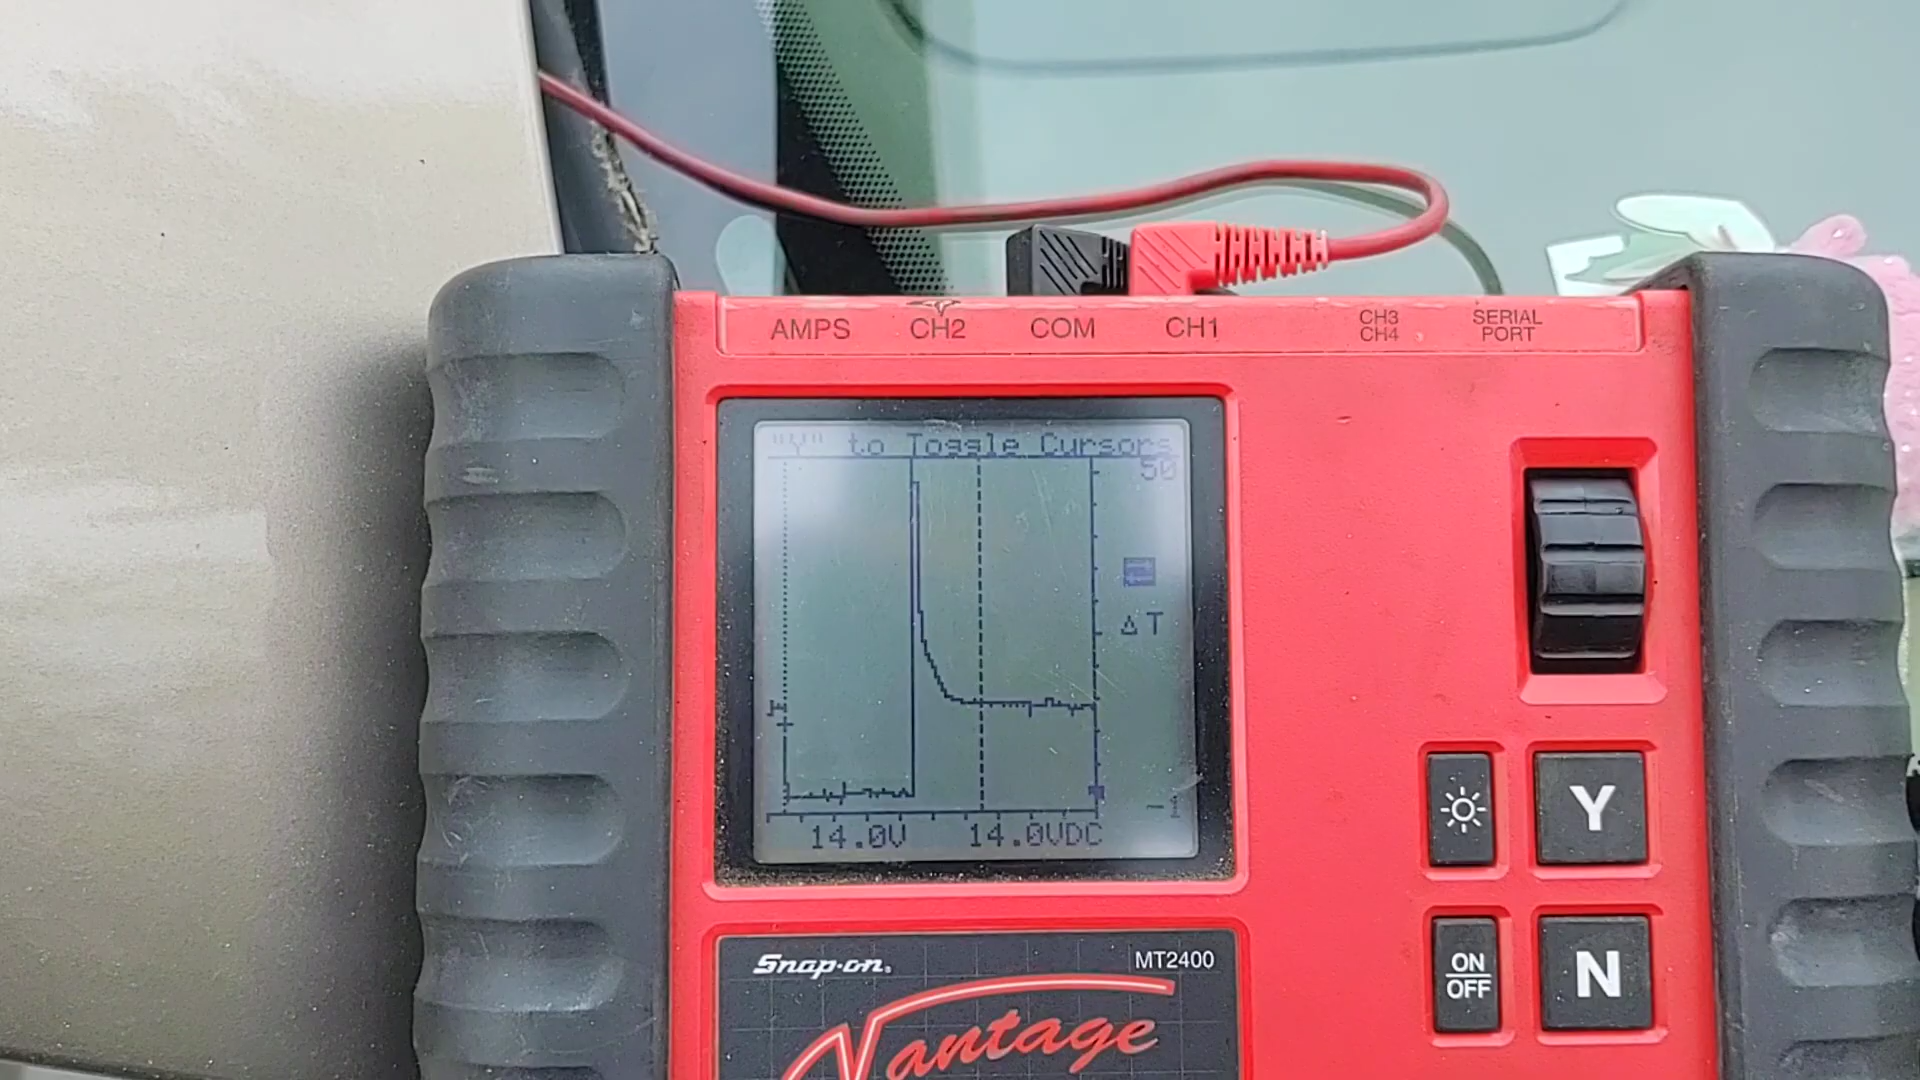 AMPS CH2 COM CH1 CH3 CH4 SERIAL PORT
Y to Toggle Cursors
50
Δ T
14.0V 14.0VDC
Snap-on MT2400
Vantage
Y
ON OFF
N